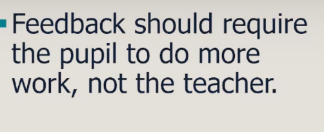 Feedback should require
the pupil to do more
work, not the teacher.